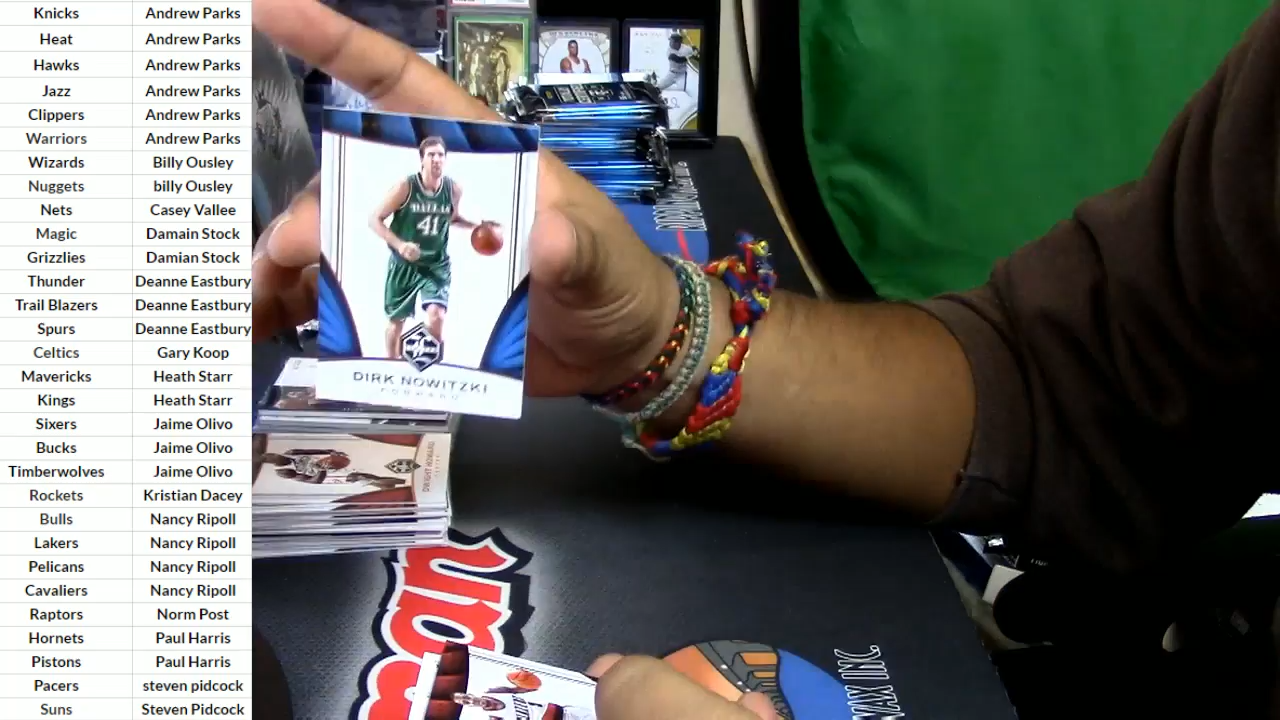 Knicks Andrew Parks
Heat Andrew Parks
Hawks Andrew Parks
Jazz Andrew Parks
Clippers Andrew Parks
Warriors Andrew Parks
Wizards Billy Ousley
Nuggets billy Ousley
Nets Casey Vallee
Magic Damain Stock
Grizzlies Damian Stock
Thunder Deanne Eastbury
Trail Blazers Deanne Eastbury
Spurs Deanne Eastbury
Celtics Gary Koop
Mavericks Heath Starr
Kings Heath Starr
Sixers Jaime Olivo
Bucks Jaime Olivo
Timberwolves Jaime Olivo
Rockets Kristian Dacey
Bulls Nancy Ripoll
Lakers Nancy Ripoll
Pelicans Nancy Ripoll
Cavaliers Nancy Ripoll
Raptors Norm Post
Hornets Paul Harris
Pistons Paul Harris
Pacers steven pidcock
Suns Steven Pidcock
DALLAS
41
DIRK NOWITZKI
FORWARD
DWIGHT HOWARD
WAX INC.